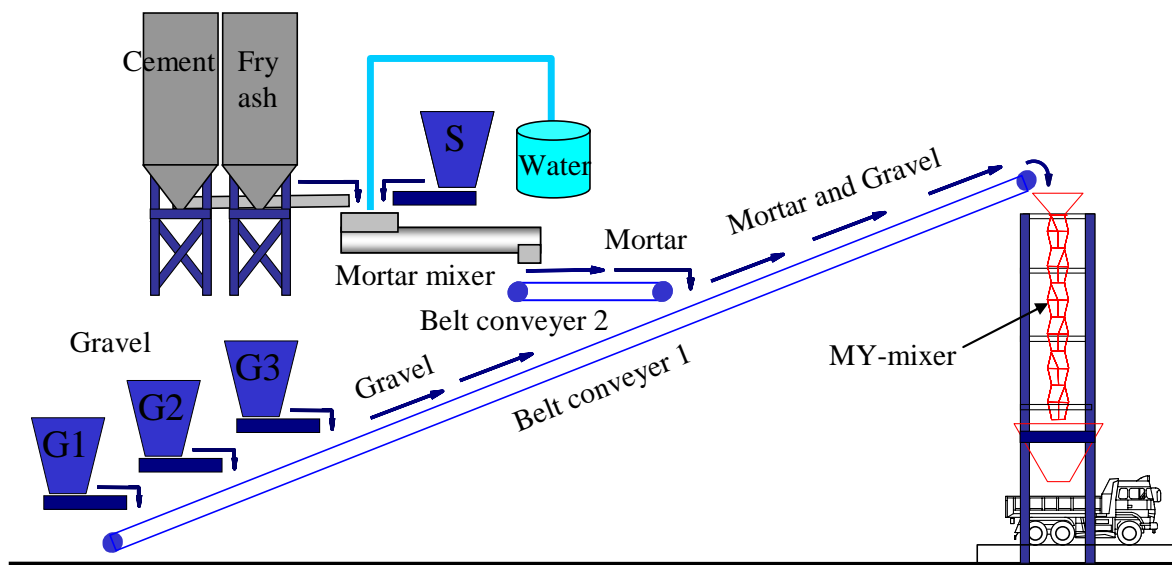 Cement
Fry
ash
S
Water
Mortar and Gravel
Mortar
Mortar mixer
Belt conveyer 2
Gravel
Gravel
G3
G2
G1
Belt conveyer 1
MY-mixer